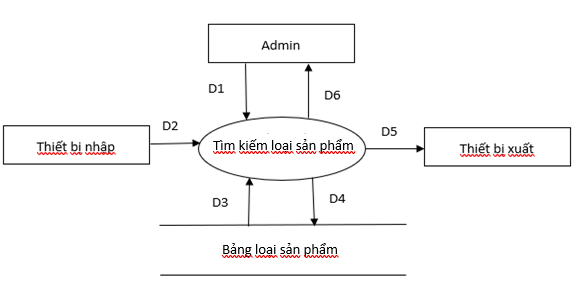 Admin
D1
D6
D2
D5
Thiết bị nhập
Tìm kiếm loại sản phẩm
Thiết bị xuất
D3
D4
Bảng loại sản phẩm